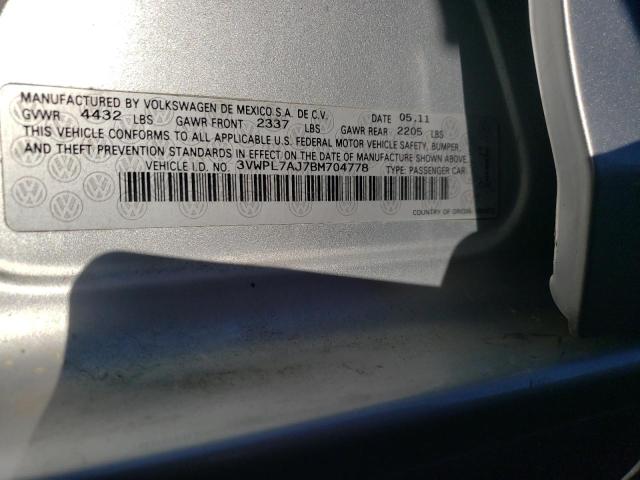 MANUFACTURED BY VOLKSWAGEN DE MEXICO S.A. DE C.V.
GVWR 4432 LBS GAWR FRONT 2337 LBS DATE 05.11 GAWR REAR 2205 LBS
THIS VEHICLE CONFORMS TO ALL APPLICABLE U.S. FEDERAL MOTOR VEHICLE SAFETY, BUMPER,
AND THEFT PREVENTION STANDARDS IN EFFECT ON THE DATE OF MANUFACTURE SHOWN ABOVE.
VEHICLE I.D. NO. 3VWPL7AJ7BM704778 TYPE: PASSENGER CAR
COUNTRY OF ORIGIN